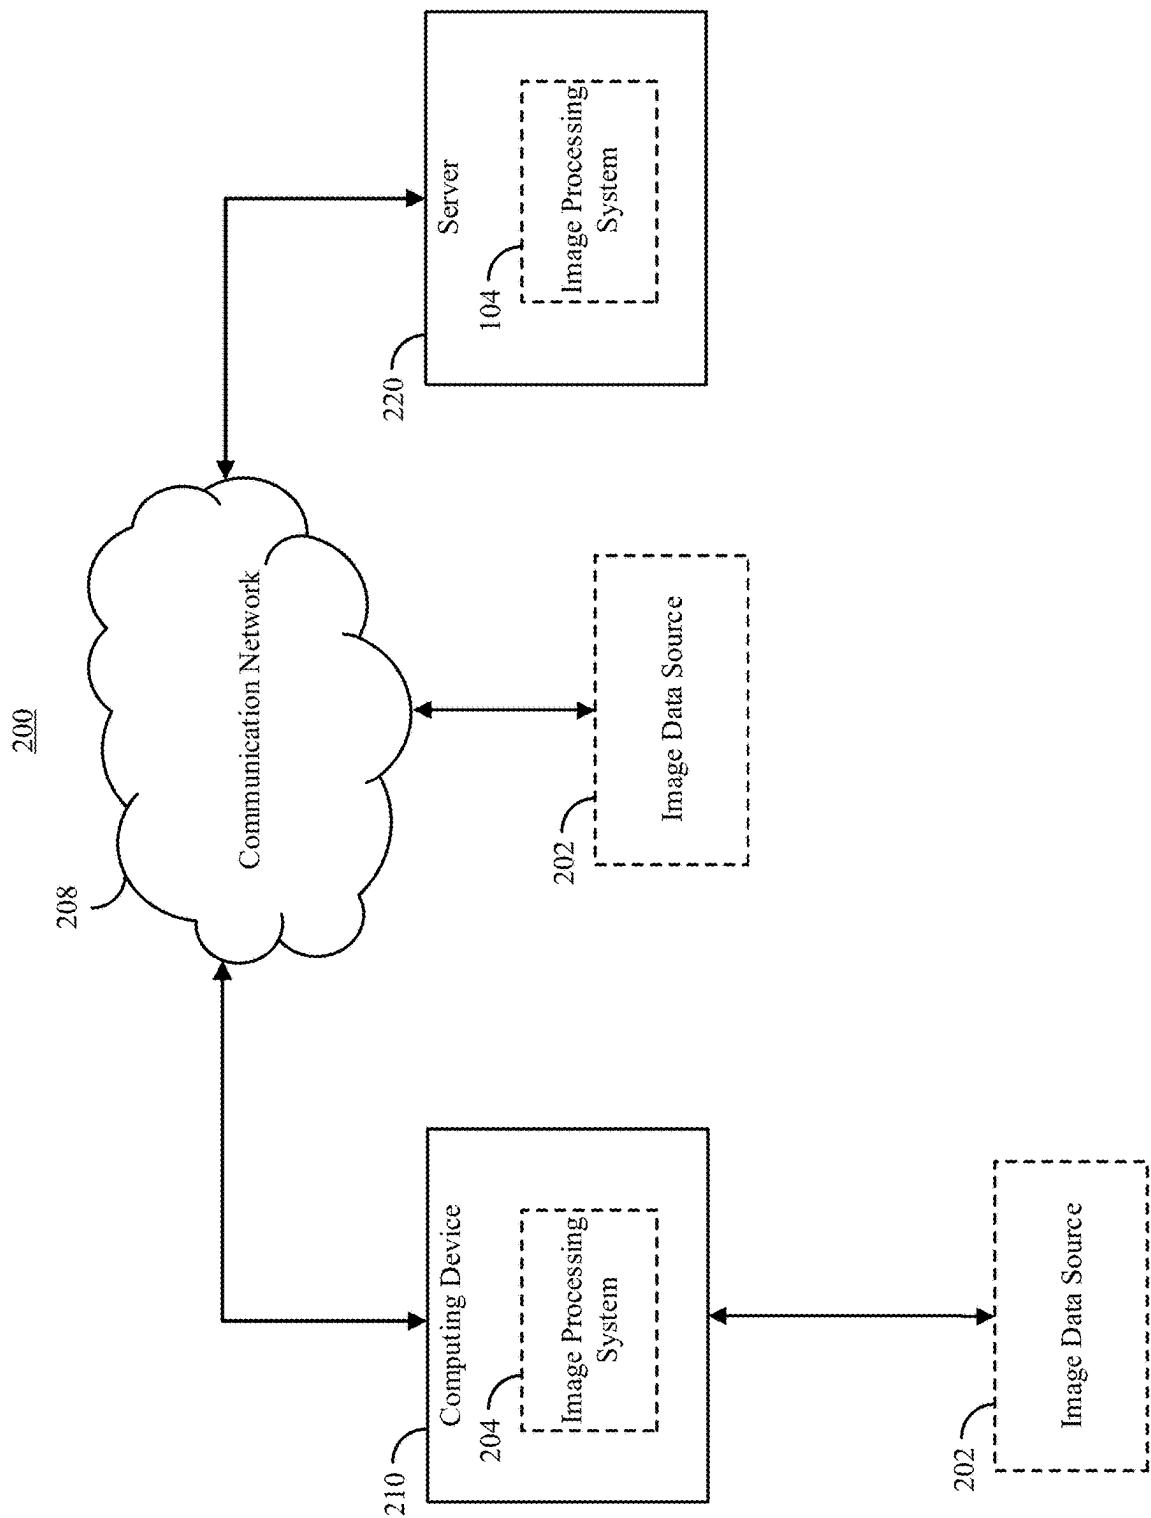 200
208
Communication Network
210
Computing Device
204
Image Processing
System
202
Image Data Source
202
Image Data Source
220
Server
104
Image Processing
System